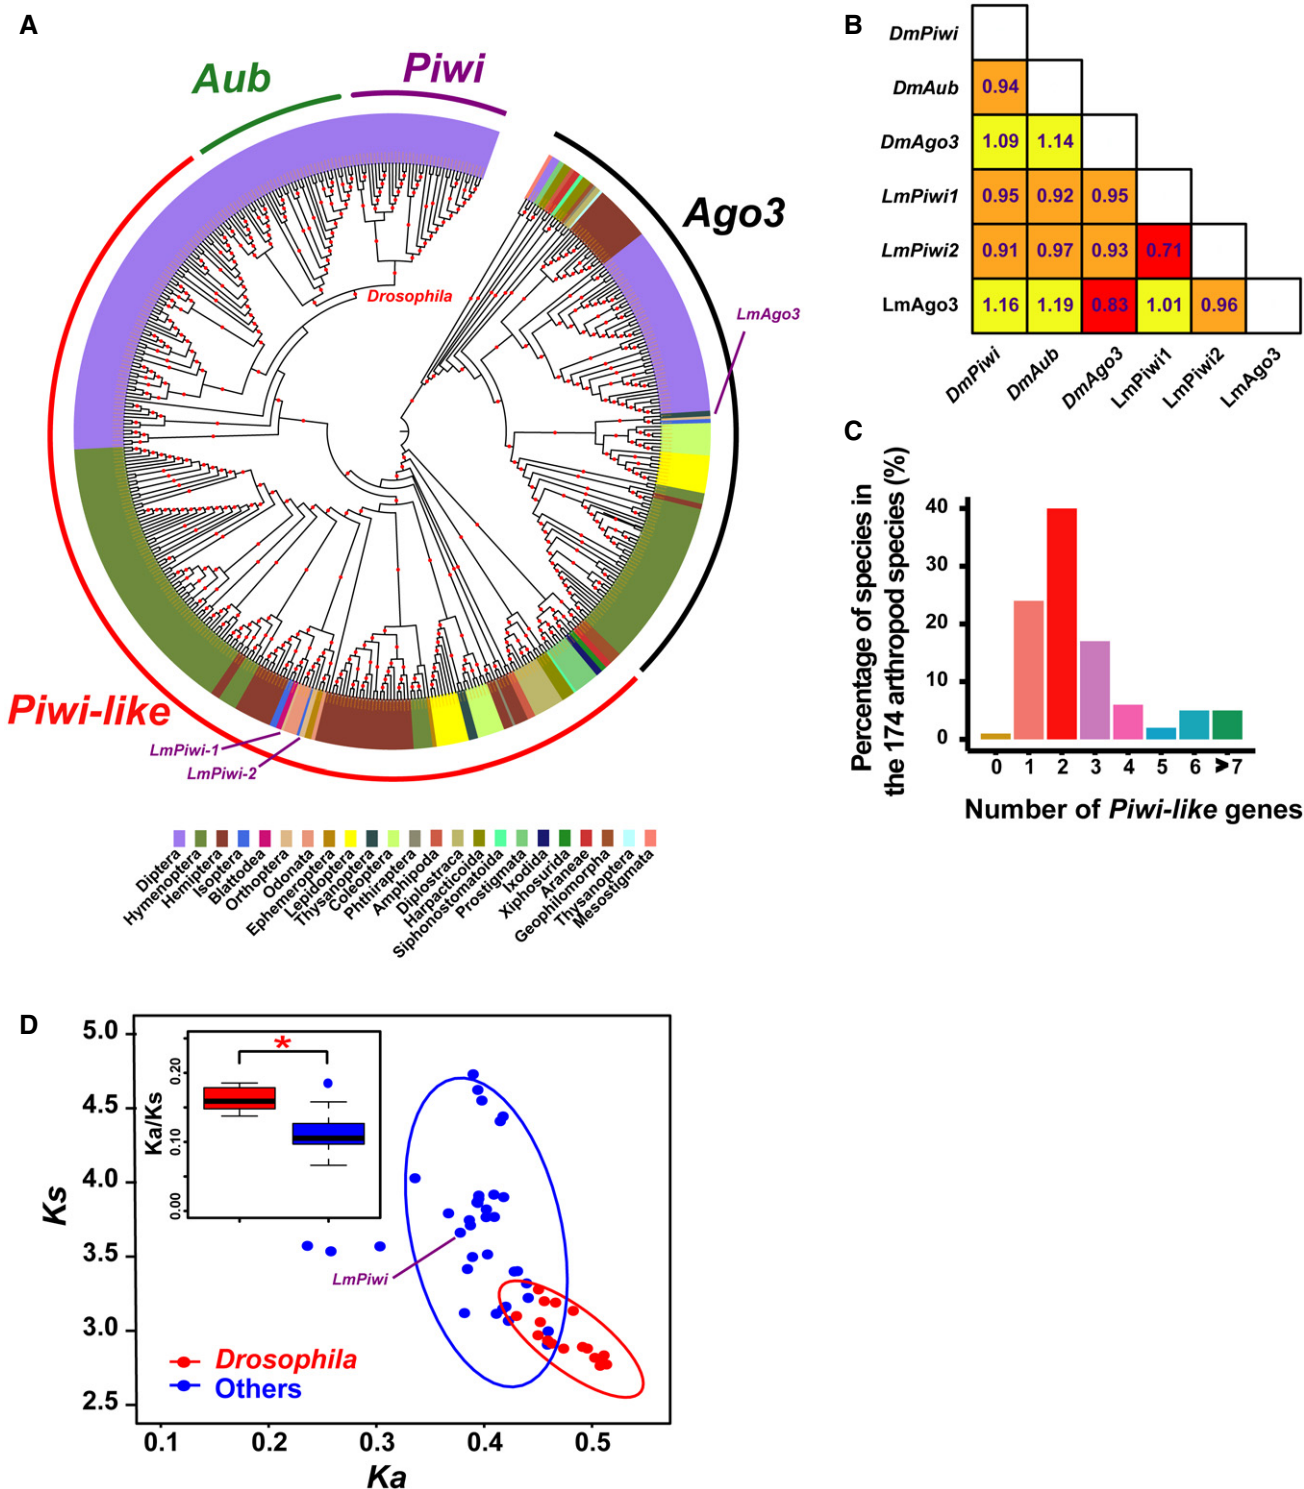 A
Aub
Piwi
Ago3
Drosophila
LmAgo3
Piwi-like
LmPiwi-1
LmPiwi-2
Diptera
Hymenoptera
Hemiptera
Isoptera
Blattodea
Orthoptera
Odonata
Ephemeroptera
Lepidoptera
Thysanoptera
Coleoptera
Phthiraptera
Amphipoda
Diplostraca
Harpacticoida
Siphonostomatoida
Prostigmata
Ixodida
Xiphosurida
Araneae
Geophilomorpha
Thysanoptera
Mesostigmata
B
DmPiwi
DmAub 0.94
DmAgo3 1.09 1.14
LmPiwi1 0.95 0.92 0.95
LmPiwi2 0.91 0.97 0.93 0.71
LmAgo3 1.16 1.19 0.83 1.01 0.96
DmPiwi DmAub DmAgo3 LmPiwi1 LmPiwi2 LmAgo3
C
Percentage of species in
the 174 arthropod species (%)
40
30
20
10
0
0 1 2 3 4 5 6 ⩾7
Number of Piwi-like genes
D
Ks
5.0
4.5
4.0
3.5
3.0
2.5
Ka/Ks
0.20
0.10
0.00
*
LmPiwi
Drosophila
Others
0.1 0.2 0.3 0.4 0.5
Ka